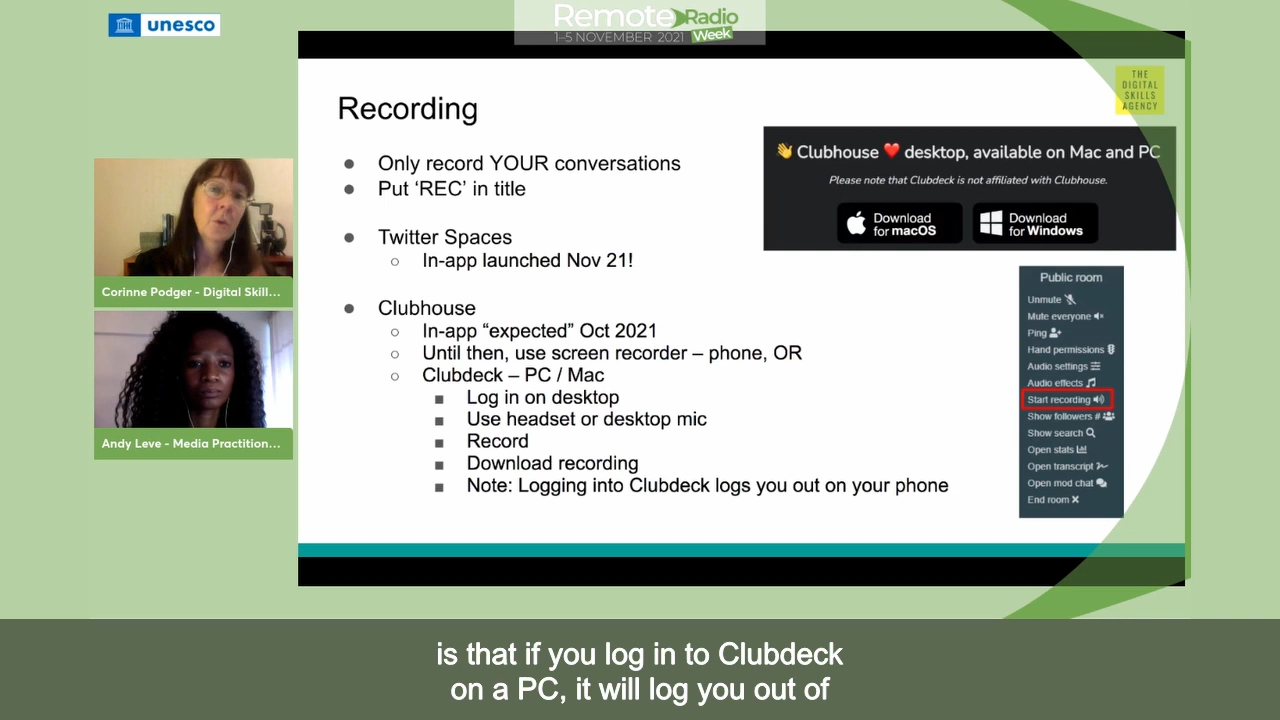 unesco
Remote Radio
Week
1–5 NOVEMBER 2021
THE
DIGITAL
SKILLS
AGENCY
Recording
Only record YOUR conversations
Put ‘REC’ in title
Twitter Spaces
In-app launched Nov 21!
Clubhouse
In-app “expected” Oct 2021
Until then, use screen recorder – phone, OR
Clubdeck – PC / Mac
Log in on desktop
Use headset or desktop mic
Record
Download recording
Note: Logging into Clubdeck logs you out on your phone
👋 Clubhouse ❤️ desktop, available on Mac and PC
Please note that Clubdeck is not affiliated with Clubhouse.
Download
for macOS
Download
for Windows
Public room
Unmute
Mute everyone
Ping
Hand permissions
Audio settings
Audio effects
Start recording
Show followers #
Show search
Open stats
Open transcript
Open mod chat
End room
Corinne Podger - Digital Skill...
Andy Leve - Media Practition...
is that if you log in to Clubdeck
on a PC, it will log you out of